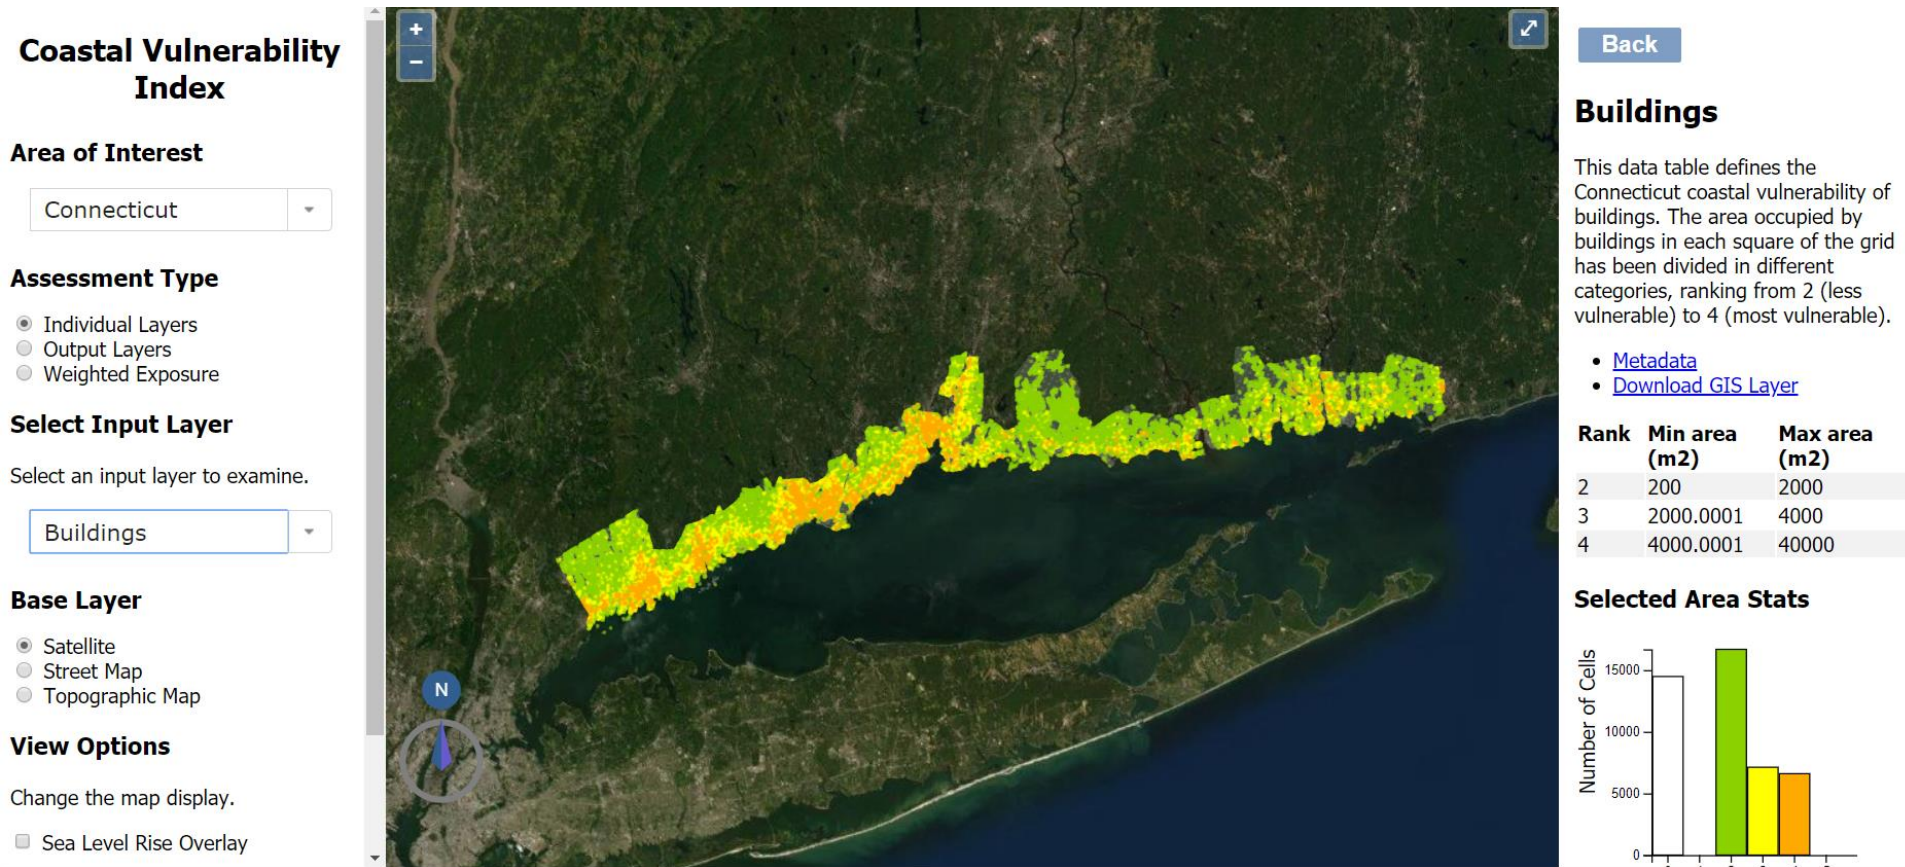 Coastal Vulnerability
Index
Area of Interest
Connecticut
Assessment Type
Individual Layers
Output Layers
Weighted Exposure
Select Input Layer
Select an input layer to examine.
Buildings
Base Layer
Satellite
Street Map
Topographic Map
View Options
Change the map display.
Sea Level Rise Overlay
+
−
N
Back
Buildings
This data table defines the
Connecticut coastal vulnerability of
buildings. The area occupied by
buildings in each square of the grid
has been divided in different
categories, ranking from 2 (less
vulnerable) to 4 (most vulnerable).
• Metadata
• Download GIS Layer
Rank Min area (m2) Max area (m2)
2 200 2000
3 2000.0001 4000
4 4000.0001 40000
Selected Area Stats
Number of Cells
15000
10000
5000
0